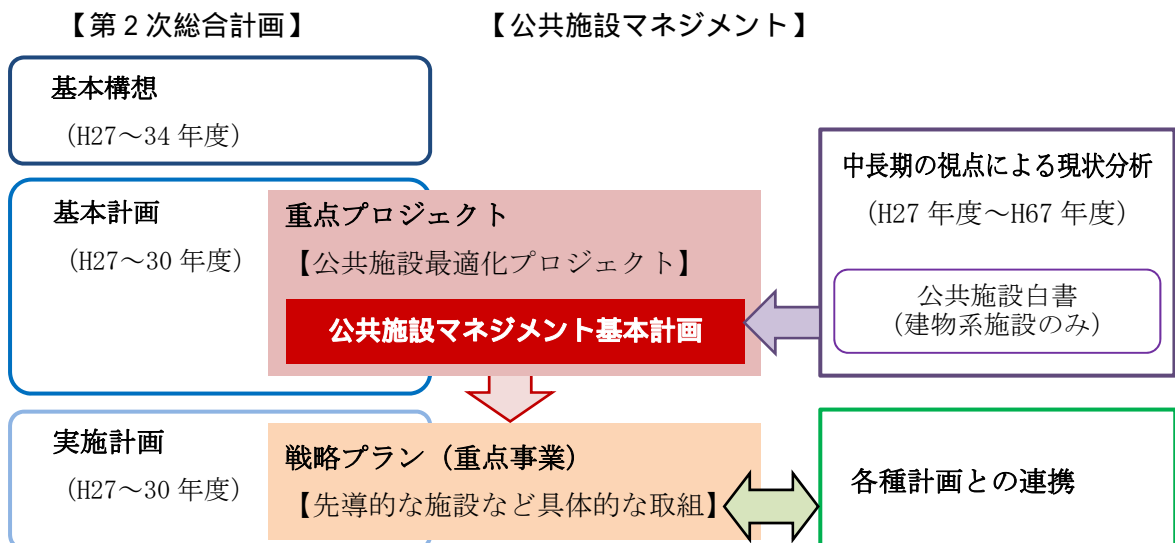 【第２次総合計画】
【公共施設マネジメント】
基本構想
（H27～34 年度）
基本計画
（H27～30 年度）
重点プロジェクト
【公共施設最適化プロジェクト】
公共施設マネジメント基本計画
中長期の視点による現状分析
（H27 年度～H67 年度）
公共施設白書
（建物系施設のみ）
実施計画
（H27～30 年度）
戦略プラン（重点事業）
【先導的な施設など具体的な取組】
各種計画との連携